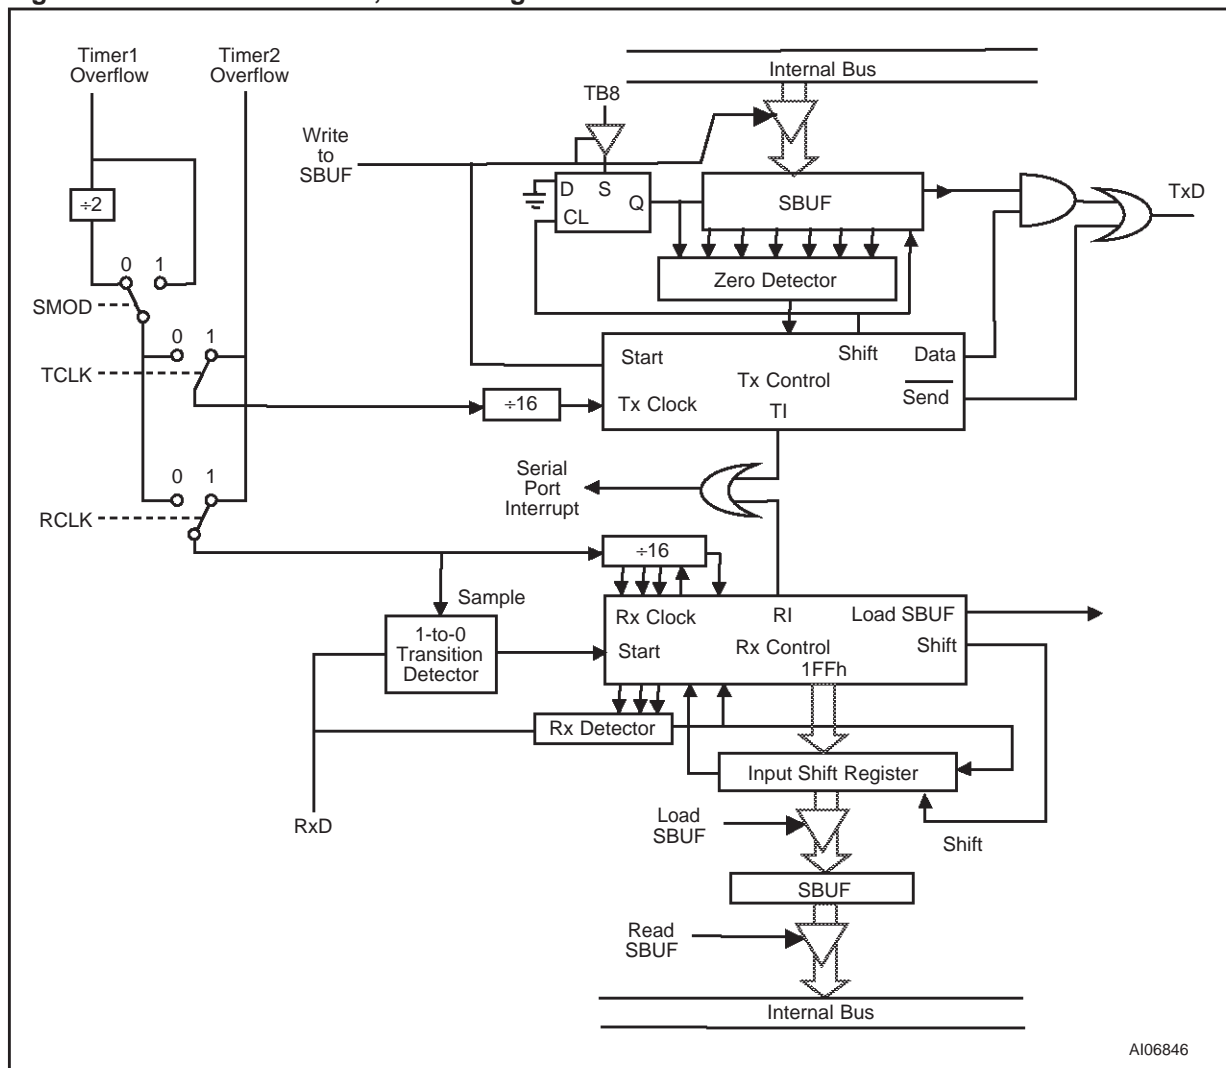 Timer1
Overflow
Timer2
Overflow
Internal Bus
TB8
Write
to
SBUF
D
S
CL
Q
SBUF
TxD
÷2
Zero Detector
0
1
SMOD
0
1
TCLK
Start
Shift
Data
Tx Control
Send
÷16
Tx Clock
TI
Serial
Port
Interrupt
0
1
RCLK
÷16
Sample
Rx Clock
RI
Load SBUF
1-to-0
Transition
Detector
Start
Rx Control
Shift
1FFh
Rx Detector
Input Shift Register
RxD
Load
SBUF
Shift
SBUF
Read
SBUF
Internal Bus
AI06846